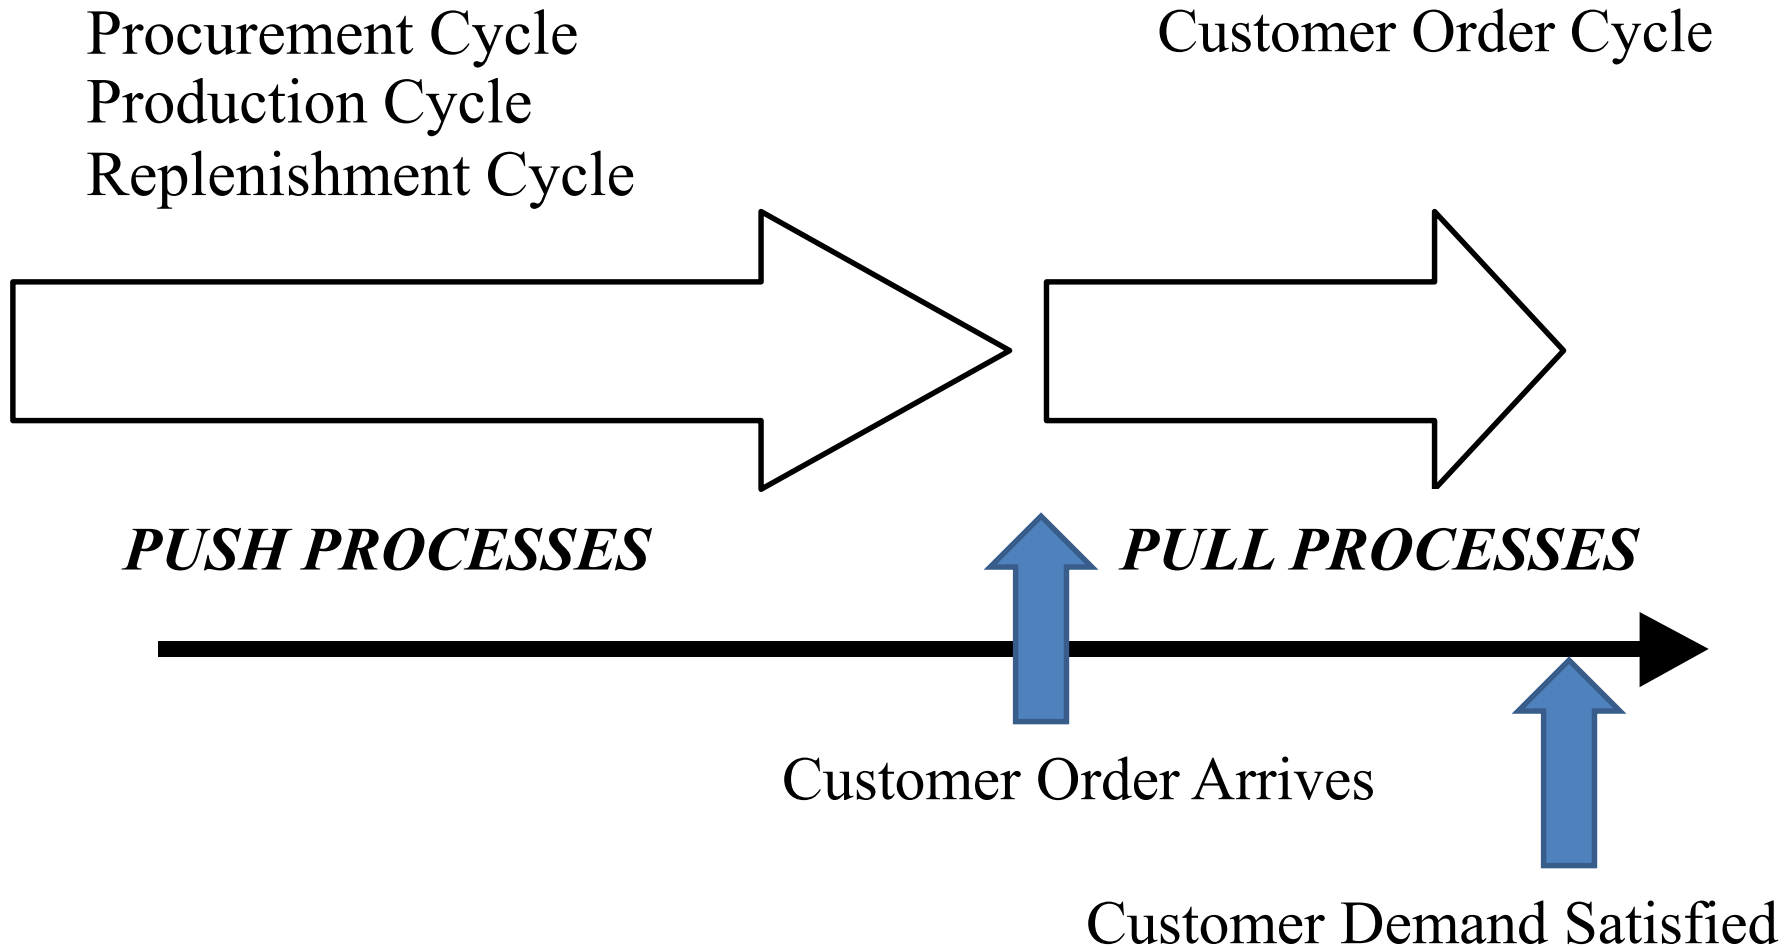 Procurement Cycle
Production Cycle
Replenishment Cycle
Customer Order Cycle
PUSH PROCESSES
PULL PROCESSES
Customer Order Arrives
Customer Demand Satisfied